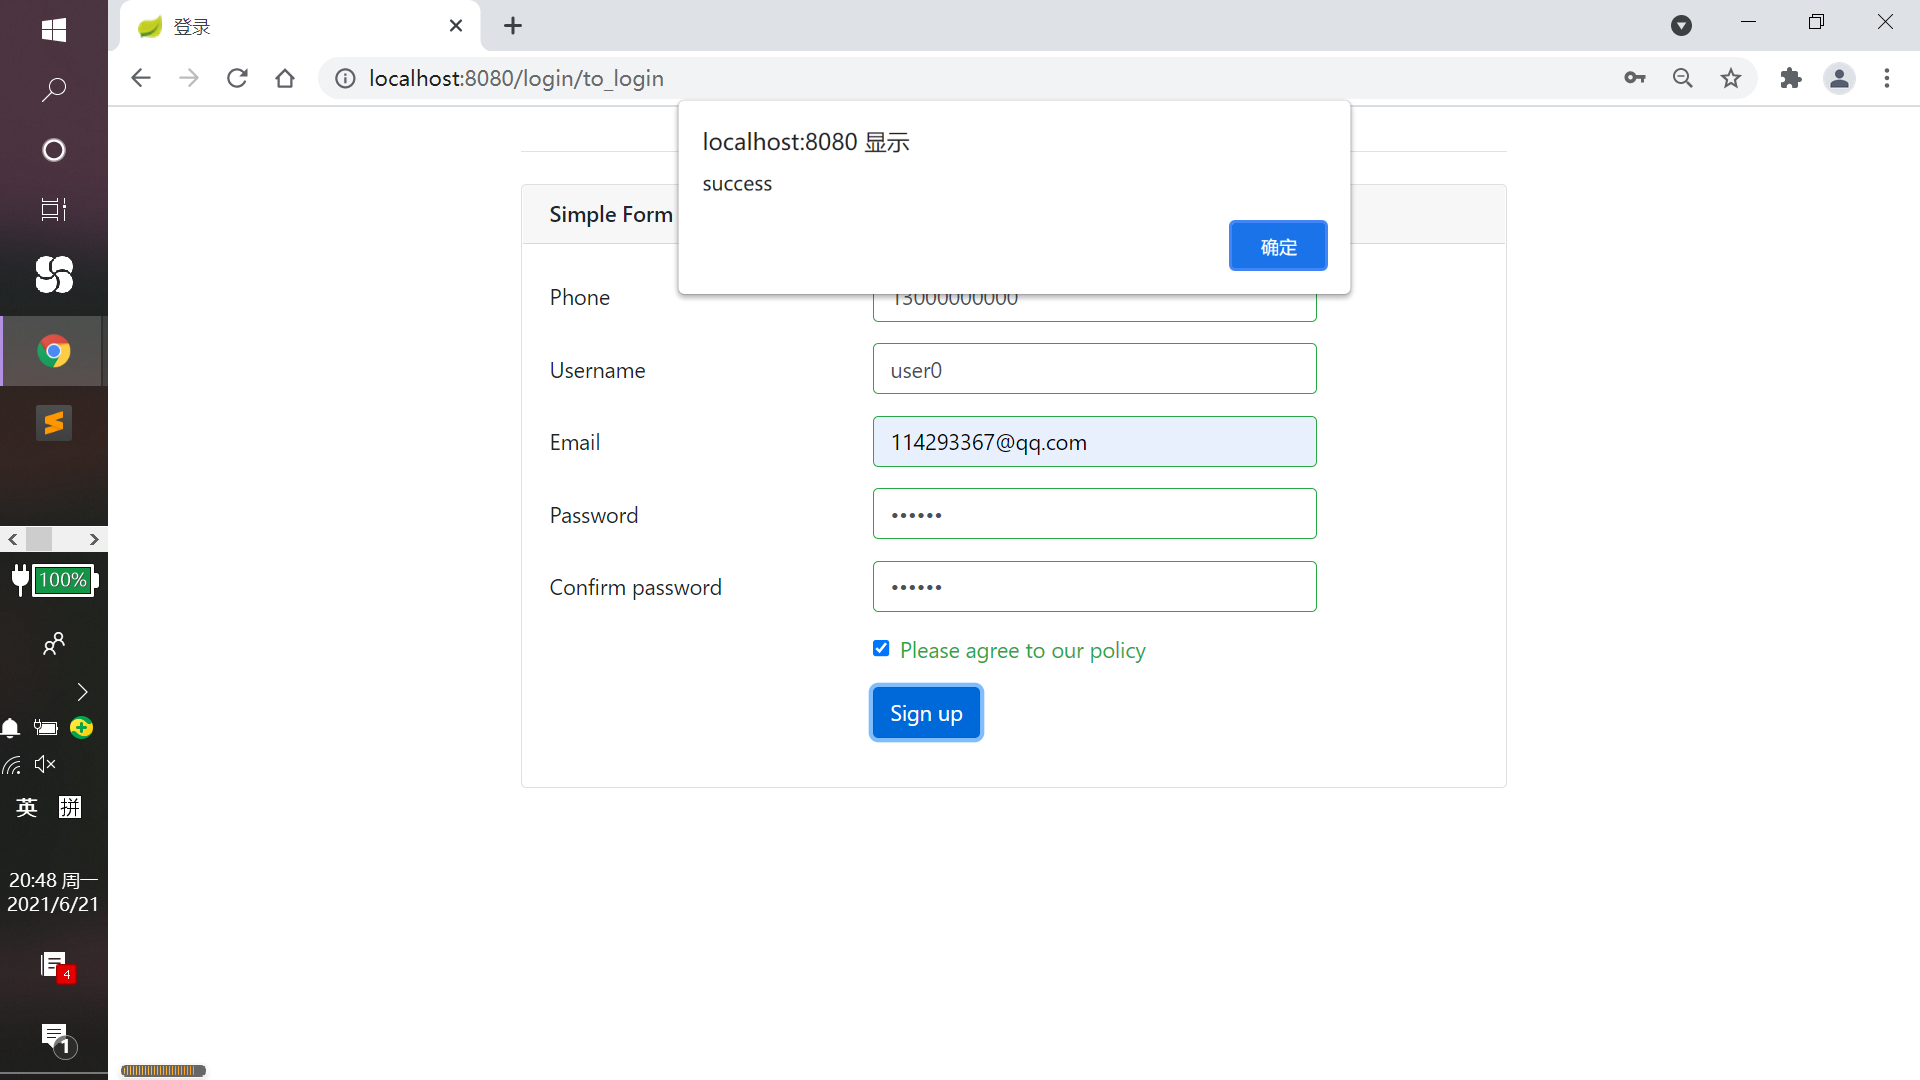 登录
localhost:8080/login/to_login
localhost:8080 显示
success
确定
Simple Form
Phone
13000000000
Username
user0
Email
114293367@qq.com
Password
••••••
Confirm password
••••••
Please agree to our policy
Sign up
100%
英 拼
20:48 周一
2021/6/21
4
1